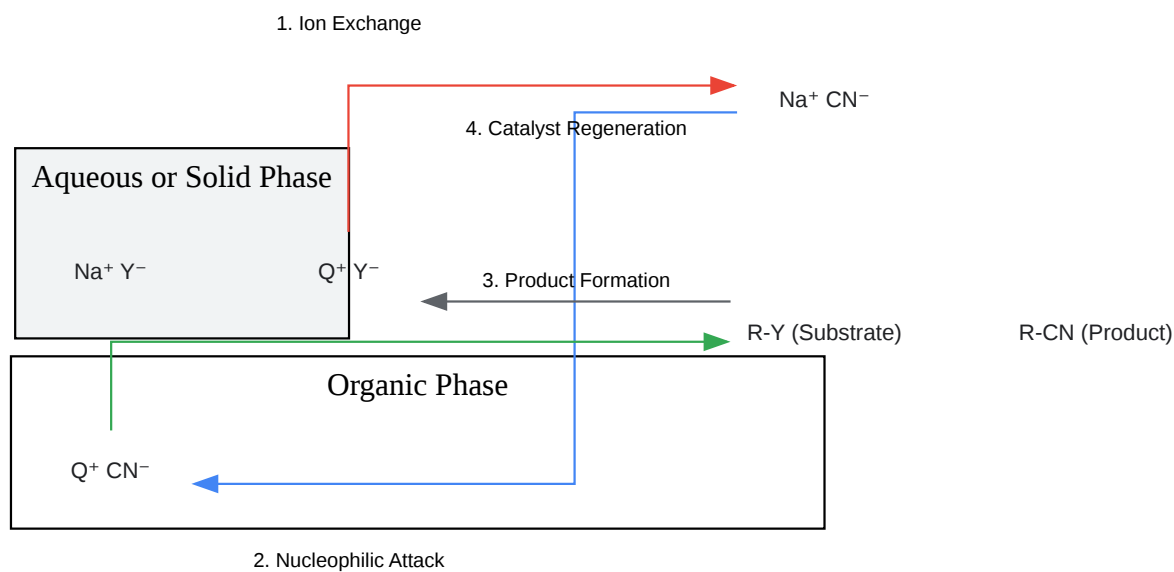 1. Ion Exchange
Na⁺ CN⁻
4. Catalyst Regeneration
Aqueous or Solid Phase
Na⁺ Y⁻
Q⁺ Y⁻
3. Product Formation
R-Y (Substrate)
R-CN (Product)
Organic Phase
Q⁺ CN⁻
2. Nucleophilic Attack